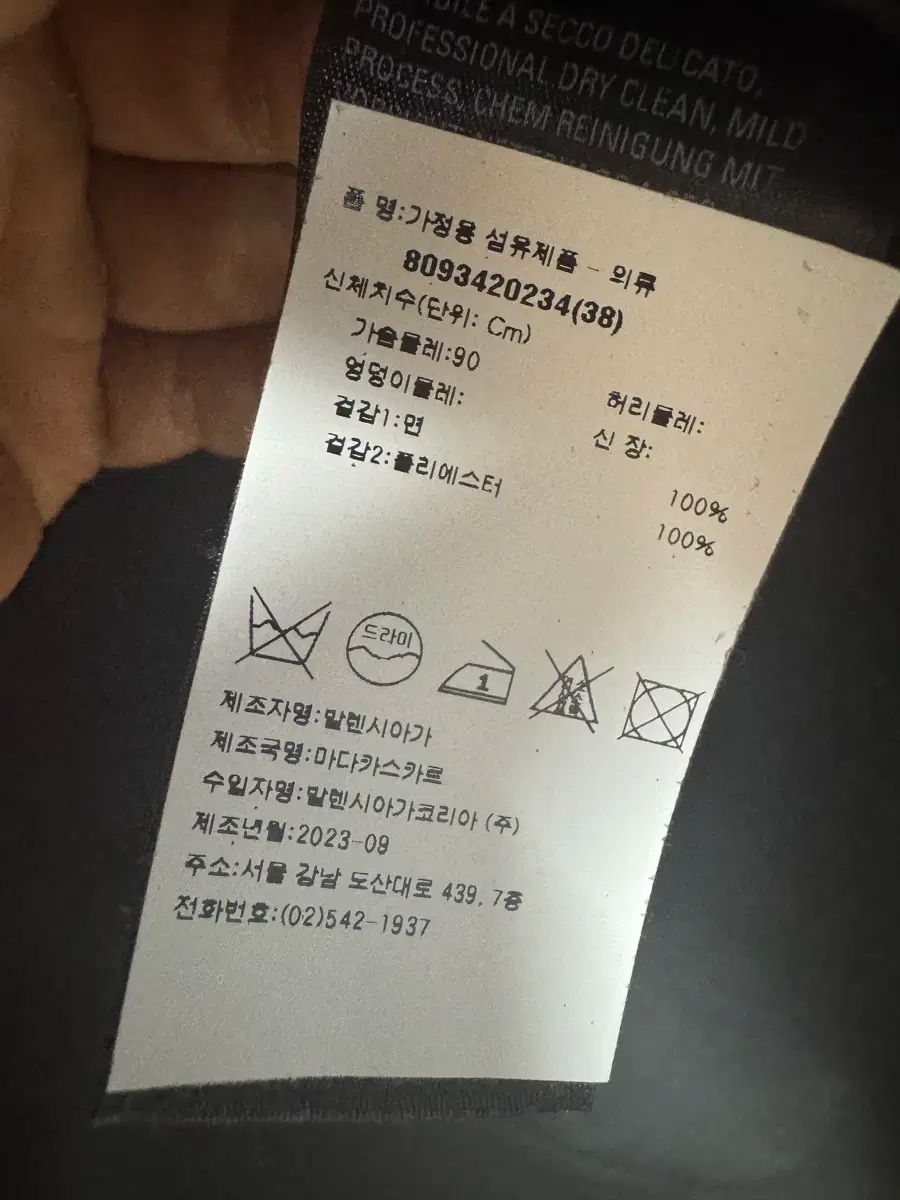 BILE A SECCO DELICATO,
PROFESSIONAL DRY CLEAN, MILD
PROCESS, CHEM REINIGUNG MIT
품 명:가정용 섬유제품 - 의류
8093420234(38)
신체치수(단위: Cm)
가슴둘레:90 허리둘레:
엉덩이둘레: 신 장:
겉감1:면 100%
겉감2:폴리에스터 100%
드라이
1
제조자명:발렌시아가
제조국명:마다카스카르
수입자명:발렌시아가코리아 (주)
제조년월:2023-09
주소:서울 강남 도산대로 439, 7층
전화번호:(02)542-1937